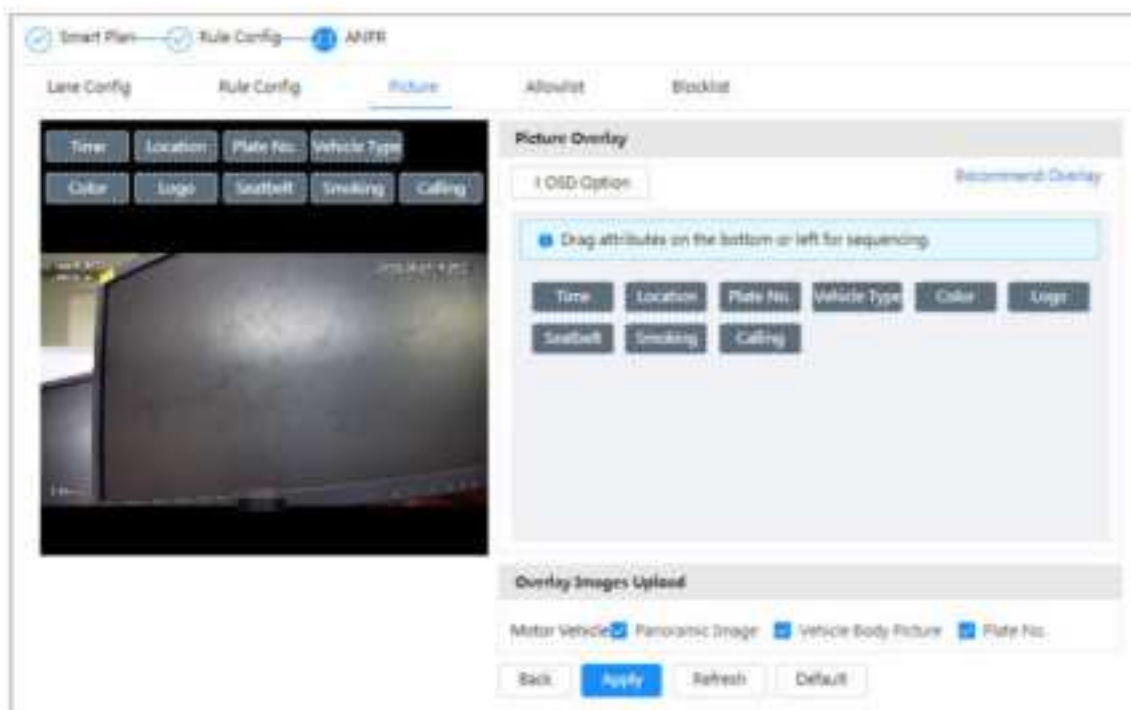 Smart Plan Rule Config ANPR
Lane Config Rule Config Picture Allowlist Blocklist
Time Location Plate No. Vehicle Type
Color Logo Seatbelt Smoking Calling
Picture Overlay
OSD Option Recommend Overlay
Drag attributes on the bottom or left for sequencing.
Time Location Plate No. Vehicle Type Color Logo
Seatbelt Smoking Calling
Overlay Images Upload
Motor Vehicle Panoramic Image Vehicle Body Picture Plate No.
Back Apply Refresh Default